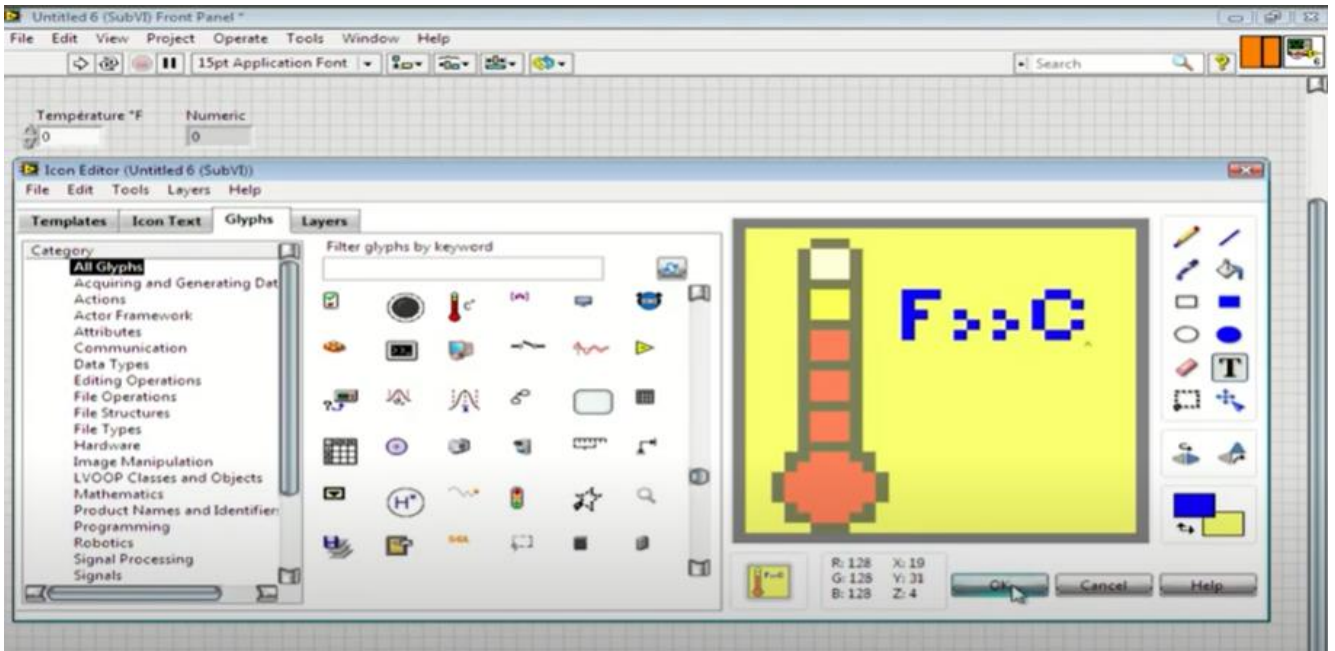 Untitled 6 (SubVI) Front Panel *
File Edit View Project Operate Tools Window Help
15pt Application Font
Search
6
Température °F Numeric
0 0
Icon Editor (Untitled 6 (SubVI))
File Edit Tools Layers Help
Templates Icon Text Glyphs Layers
Category
Filter glyphs by keyword
All Glyphs
Acquiring and Generating Dat
Actions
Actor Framework
Attributes
Communication
Data Types
Editing Operations
File Operations
File Structures
File Types
Hardware
Image Manipulation
LVOOP Classes and Objects
Mathematics
Product Names and Identifier
Programming
Robotics
Signal Processing
Signals
C°
?
H+
F>>C
T
R: 128 X: 19
G: 128 Y: 31
B: 128 Z: 4
F>>C
OK Cancel Help